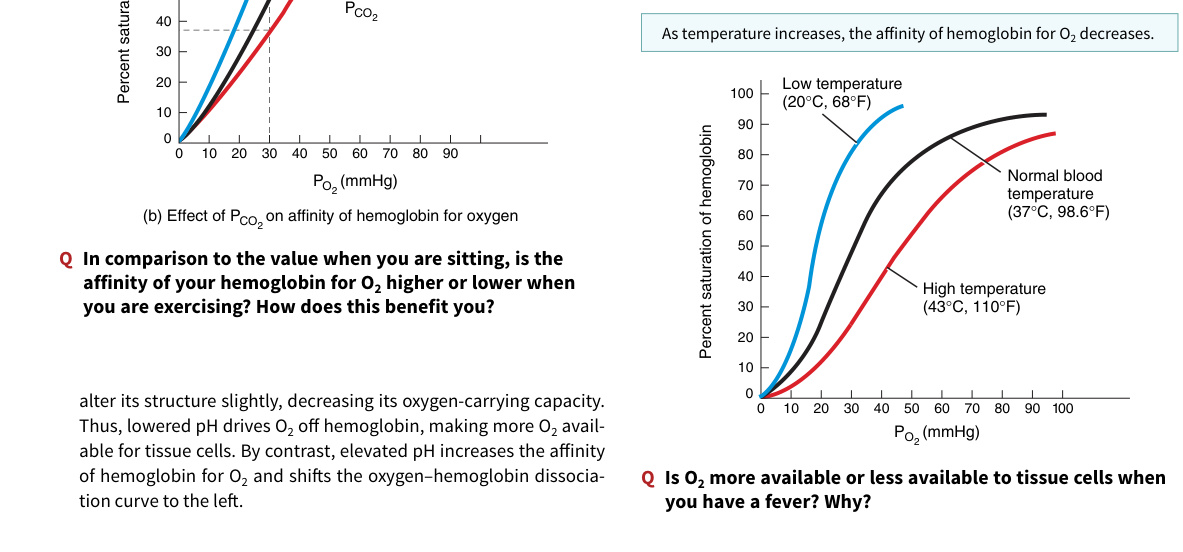 Percent satura
40
30
20
10
0
0 10 20 30 40 50 60 70 80 90
PCO2
PO2 (mmHg)
(b) Effect of PCO2 on affinity of hemoglobin for oxygen
Q In comparison to the value when you are sitting, is the
affinity of your hemoglobin for O2 higher or lower when
you are exercising? How does this benefit you?
alter its structure slightly, decreasing its oxygen-carrying capacity.
Thus, lowered pH drives O2 off hemoglobin, making more O2 avail-
able for tissue cells. By contrast, elevated pH increases the affinity
of hemoglobin for O2 and shifts the oxygen–hemoglobin dissocia-
tion curve to the left.
As temperature increases, the affinity of hemoglobin for O2 decreases.
Percent saturation of hemoglobin
100
90
80
70
60
50
40
30
20
10
0
0 10 20 30 40 50 60 70 80 90 100
Low temperature
(20°C, 68°F)
Normal blood
temperature
(37°C, 98.6°F)
High temperature
(43°C, 110°F)
PO2 (mmHg)
Q Is O2 more available or less available to tissue cells when
you have a fever? Why?